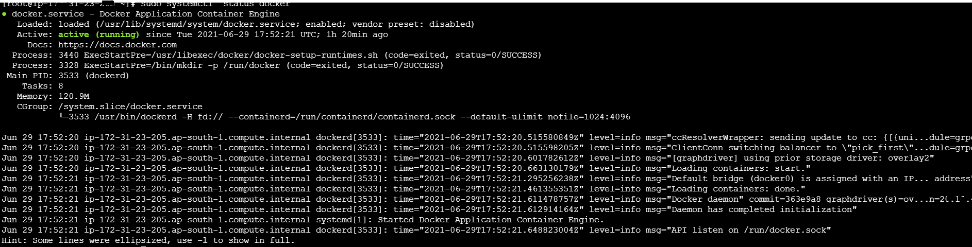 sudo systemctl status docker
● docker.service - Docker Application Container Engine
Loaded: loaded (/usr/lib/systemd/system/docker.service; enabled; vendor preset: disabled)
Active: active (running) since Tue 2021-06-29 17:52:21 UTC; 1h 20min ago
Docs: https://docs.docker.com
Process: 3440 ExecStartPre=/usr/libexec/docker/docker-setup-runtimes.sh (code=exited, status=0/SUCCESS)
Process: 3328 ExecStartPre=/bin/mkdir -p /run/docker (code=exited, status=0/SUCCESS)
Main PID: 3533 (dockerd)
Tasks: 8
Memory: 120.9M
CGroup: /system.slice/docker.service
└─3533 /usr/bin/dockerd -H fd:// --containerd=/run/containerd/containerd.sock --default-ulimit nofile=1024:4096
Jun 29 17:52:20 ip-172-31-23-205.ap-south-1.compute.internal dockerd[3533]: time="2021-06-29T17:52:20.515580849Z" level=info msg="ccResolverWrapper: sending update to cc: {[{uni...dule=grpc
Jun 29 17:52:20 ip-172-31-23-205.ap-south-1.compute.internal dockerd[3533]: time="2021-06-29T17:52:20.515598205Z" level=info msg="ClientConn switching balancer to \"pick_first\"...dule=grpc
Jun 29 17:52:20 ip-172-31-23-205.ap-south-1.compute.internal dockerd[3533]: time="2021-06-29T17:52:20.601782612Z" level=info msg="[graphdriver] using prior storage driver: overlay2"
Jun 29 17:52:20 ip-172-31-23-205.ap-south-1.compute.internal dockerd[3533]: time="2021-06-29T17:52:20.663130179Z" level=info msg="Loading containers: start."
Jun 29 17:52:21 ip-172-31-23-205.ap-south-1.compute.internal dockerd[3533]: time="2021-06-29T17:52:21.295256238Z" level=info msg="Default bridge (docker0) is assigned with an IP... address"
Jun 29 17:52:21 ip-172-31-23-205.ap-south-1.compute.internal dockerd[3533]: time="2021-06-29T17:52:21.461355351Z" level=info msg="Loading containers: done."
Jun 29 17:52:21 ip-172-31-23-205.ap-south-1.compute.internal dockerd[3533]: time="2021-06-29T17:52:21.611478757Z" level=info msg="Docker daemon" commit=363e9a8 graphdriver(s)=ov...
Jun 29 17:52:21 ip-172-31-23-205.ap-south-1.compute.internal dockerd[3533]: time="2021-06-29T17:52:21.612914164Z" level=info msg="Daemon has completed initialization"
Jun 29 17:52:21 ip-172-31-23-205.ap-south-1.compute.internal systemd[1]: Started Docker Application Container Engine.
Jun 29 17:52:21 ip-172-31-23-205.ap-south-1.compute.internal dockerd[3533]: time="2021-06-29T17:52:21.648823004Z" level=info msg="API listen on /run/docker.sock"
Hint: Some lines were ellipsized, use -l to show in full.